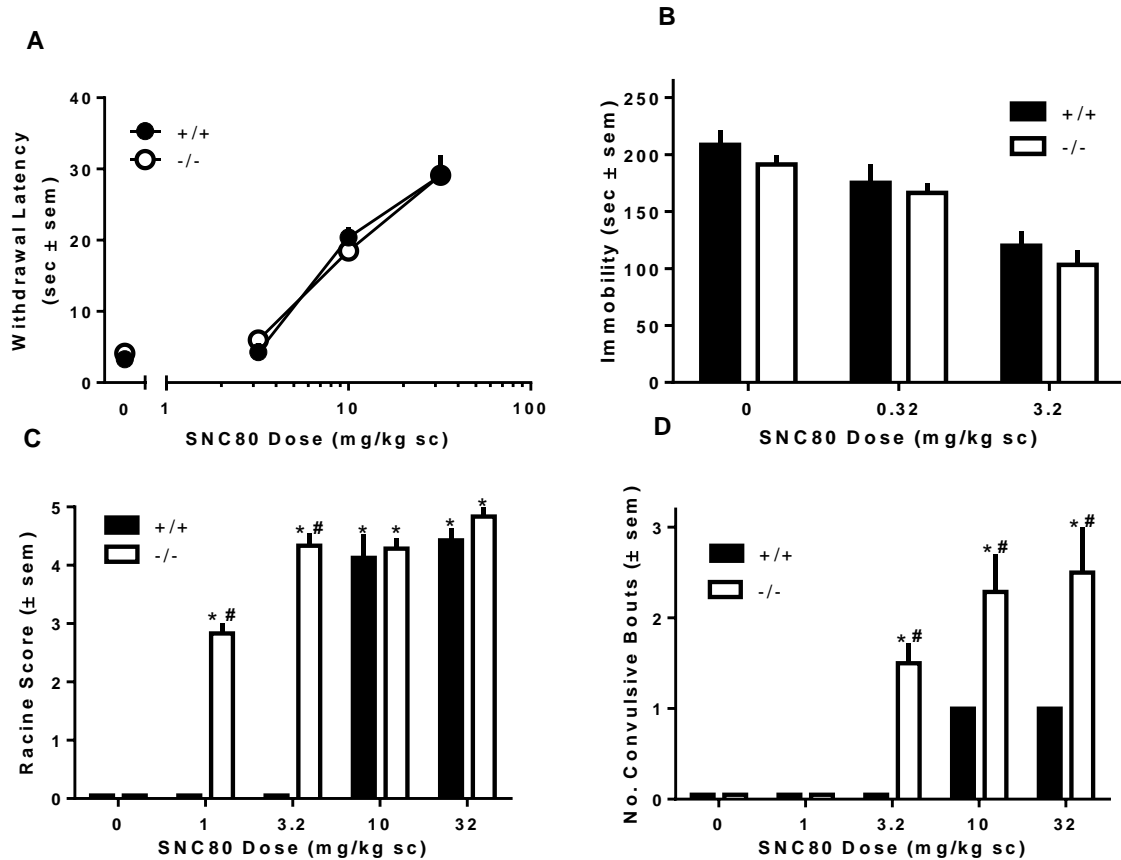 A
Withdrawal Latency
(sec ± sem)
40
30
20
10
0
+/+
-/-
0 1 10 100
SNC80 Dose (mg/kg sc)
B
Immobility (sec ± sem)
250
200
150
100
50
0
+/+
-/-
0 0.32 3.2
SNC80 Dose (mg/kg sc)
C
Racine Score (± sem)
5
4
3
2
1
0
+/+
-/-
*#
*#
* *
* *
0 1 3.2 10 32
SNC80 Dose (mg/kg sc)
D
No. Convulsive Bouts (± sem)
3
2
1
0
+/+
-/-
*#
*#
*#
0 1 3.2 10 32
SNC80 Dose (mg/kg sc)